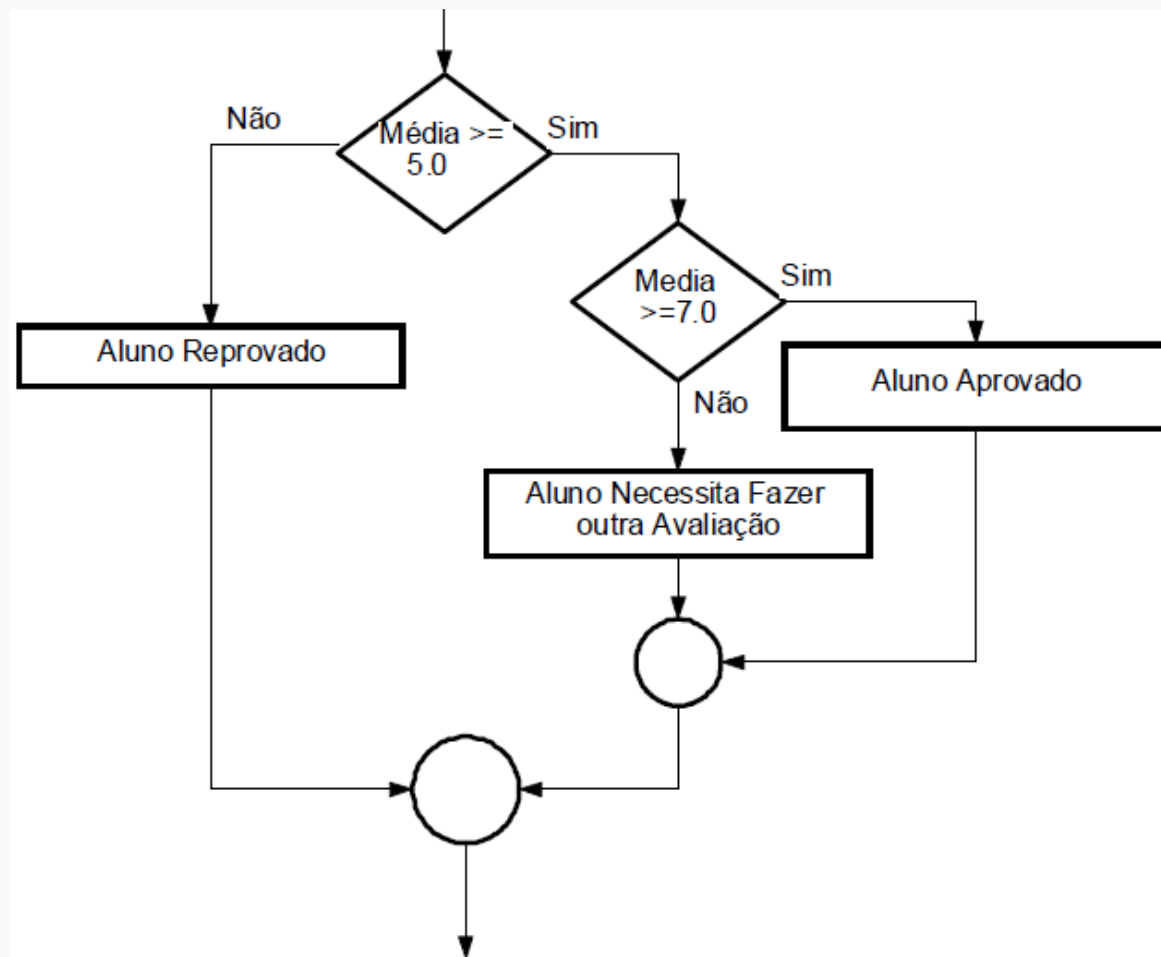 Não
Média >=
5.0
Sim
Media
>=7.0
Sim
Aluno Reprovado
Aluno Aprovado
Não
Aluno Necessita Fazer
outra Avaliação